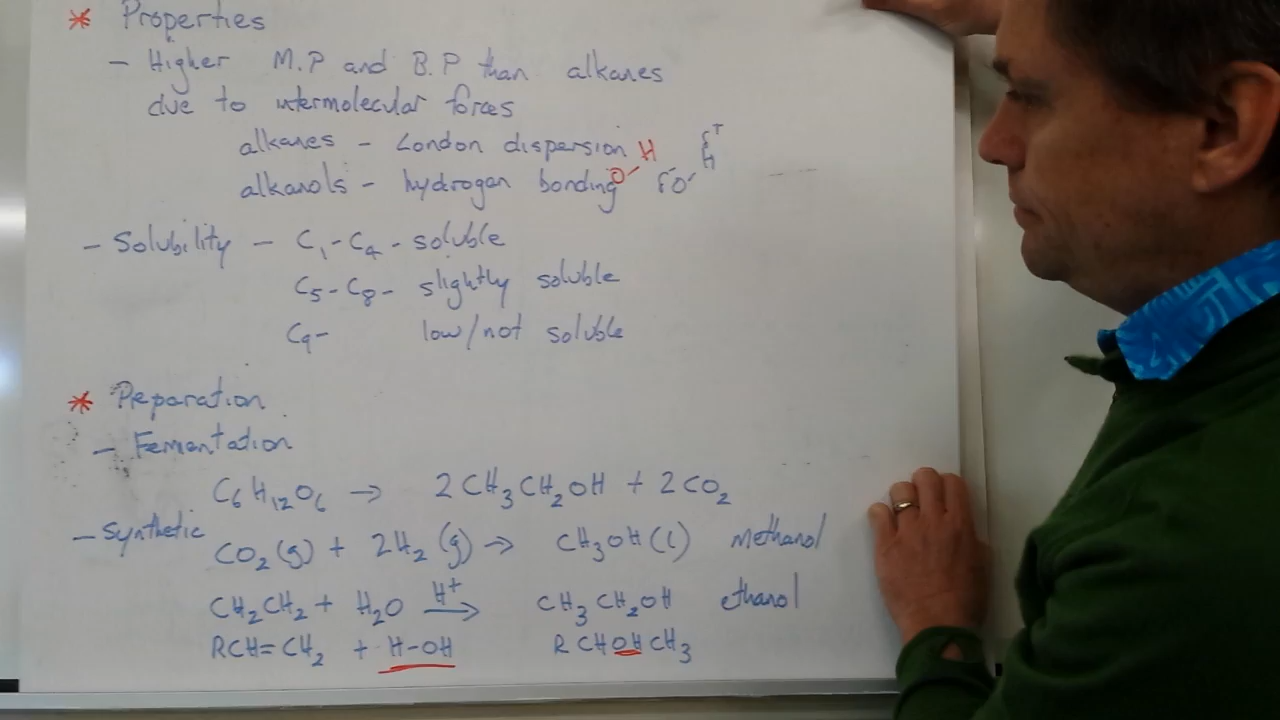 * Properties
- Higher M.P and B.P than alkanes
due to intermolecular forces
alkanes - London dispersion H
alkanols - hydrogen bonding O
- Solubility - C1-C4 - soluble
C5-C8 - slightly soluble
C9- low/not soluble
* Preparation
- Fermentation
C6H12O6 → 2CH3CH2OH + 2CO2
- Synthetic
CO2(g) + 2H2(g) → CH3OH(l) methanol
CH2CH2 + H2O H+ → CH3CH2OH ethanol
RCH=CH2 + H-OH RCHOHCH3